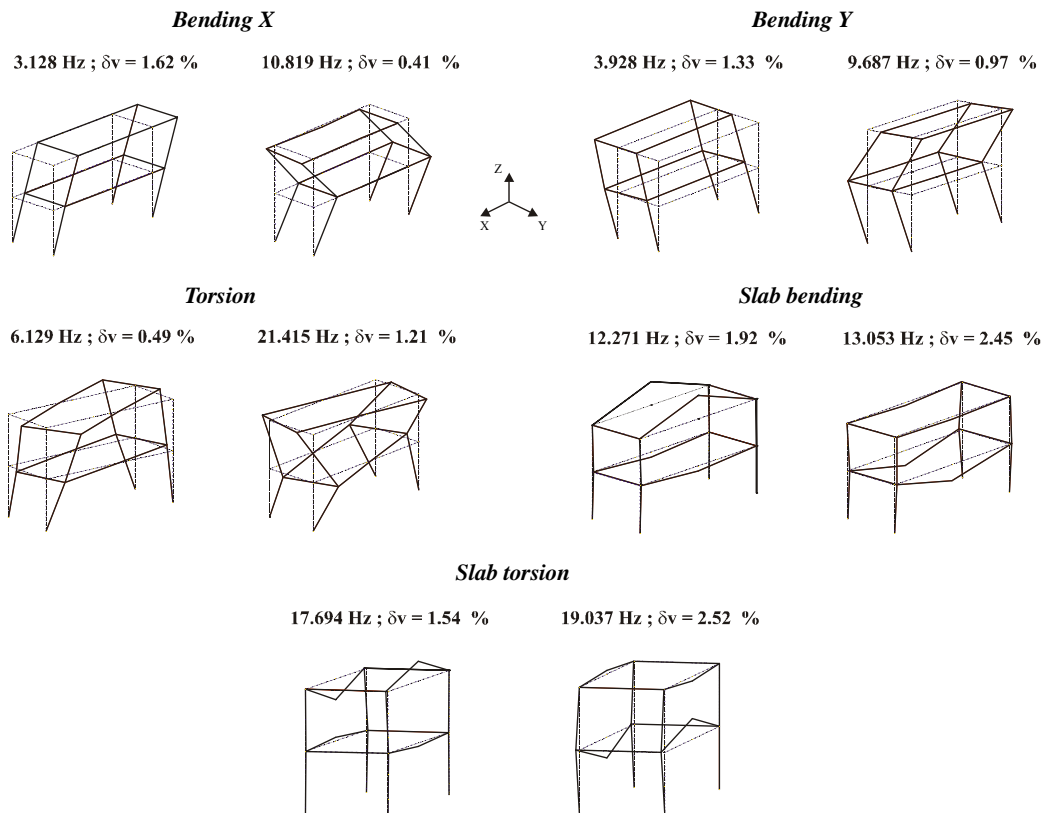 Bending X
Bending Y
3.128 Hz ; δv = 1.62 %
10.819 Hz ; δv = 0.41 %
3.928 Hz ; δv = 1.33 %
9.687 Hz ; δv = 0.97 %
Z
X
Y
Torsion
Slab bending
6.129 Hz ; δv = 0.49 %
21.415 Hz ; δv = 1.21 %
12.271 Hz ; δv = 1.92 %
13.053 Hz ; δv = 2.45 %
Slab torsion
17.694 Hz ; δv = 1.54 %
19.037 Hz ; δv = 2.52 %